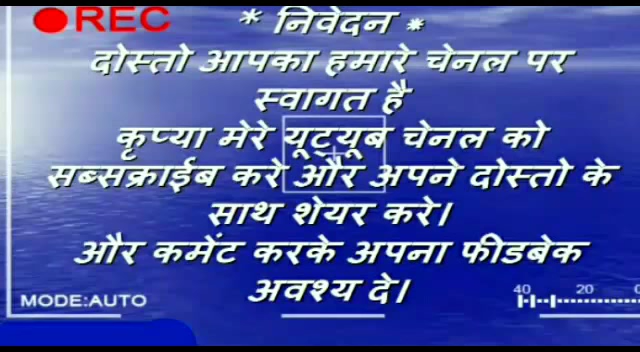 REC
* निवेदन *
दोस्तो आपका हमारे चेनल पर
स्वागत है
कृप्या मेरे यूट्यूब चेनल को
सब्सक्राईब करे और अपने दोस्तो के
साथ शेयर करे।
और कमेंट करके अपना फीडबेक
अवश्य दे।
MODE:AUTO
40 20 0